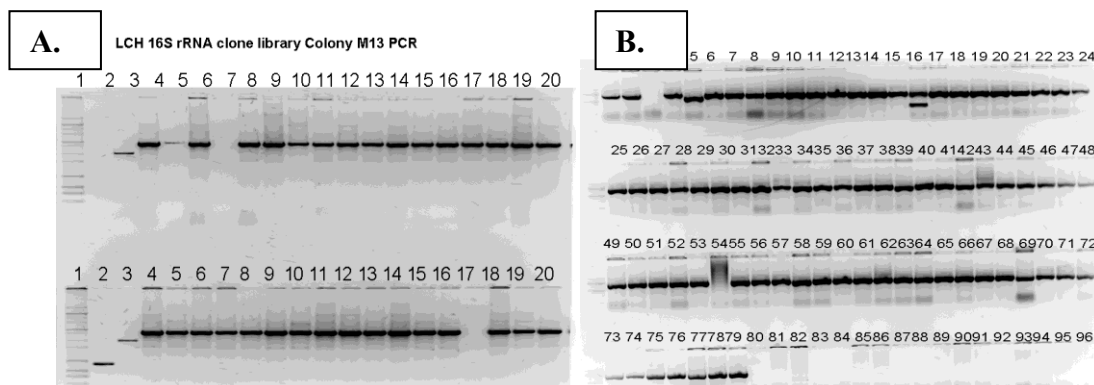 A.
LCH 16S rRNA clone library Colony M13 PCR
1 2 3 4 5 6 7 8 9 10 11 12 13 14 15 16 17 18 19 20
1 2 3 4 5 6 7 8 9 10 11 12 13 14 15 16 17 18 19 20
B.
5 6 7 8 9 10 11 12 13 14 15 16 17 18 19 20 21 22 23 24
25 26 27 28 29 30 31 32 33 34 35 36 37 38 39 40 41 42 43 44 45 46 47 48
49 50 51 52 53 54 55 56 57 58 59 60 61 62 63 64 65 66 67 68 69 70 71 72
73 74 75 76 77 78 79 80 81 82 83 84 85 86 87 88 89 90 91 92 93 94 95 96